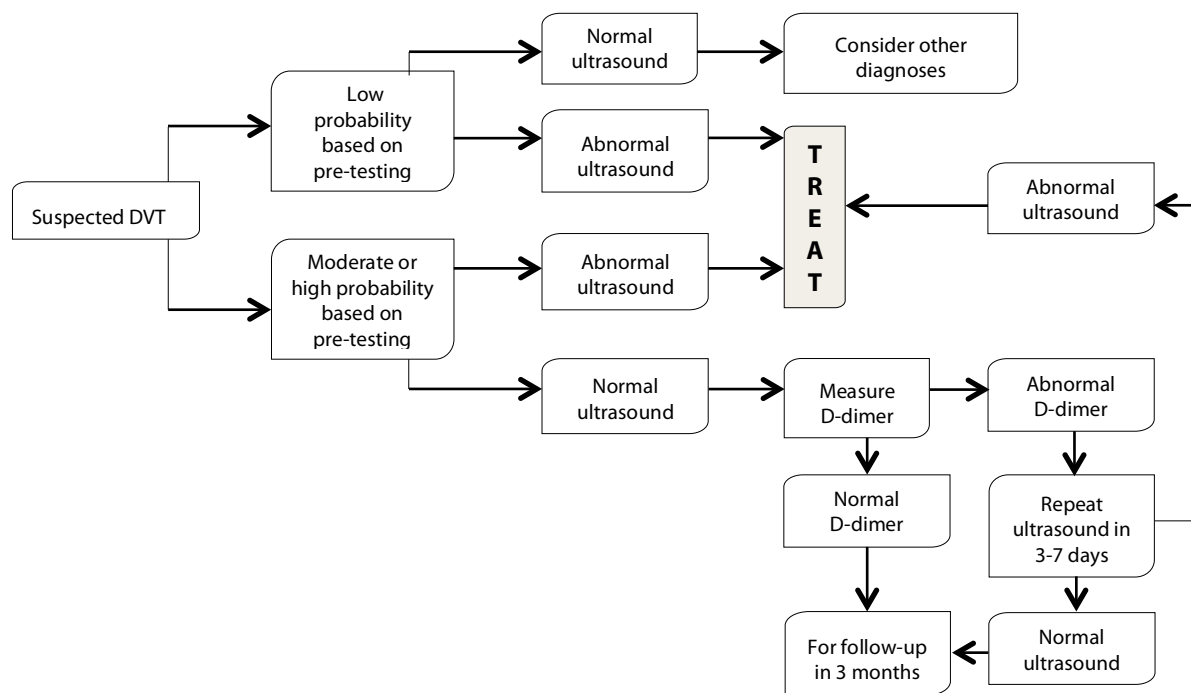 Normal
ultrasound
Consider other
diagnoses
Low
probability
based on
pre-testing
Abnormal
ultrasound
T
R
E
A
T
Abnormal
ultrasound
Suspected DVT
Moderate or
high probability
based on
pre-testing
Abnormal
ultrasound
Normal
ultrasound
Measure
D-dimer
Abnormal
D-dimer
Normal
D-dimer
Repeat
ultrasound in
3-7 days
For follow-up
in 3 months
Normal
ultrasound